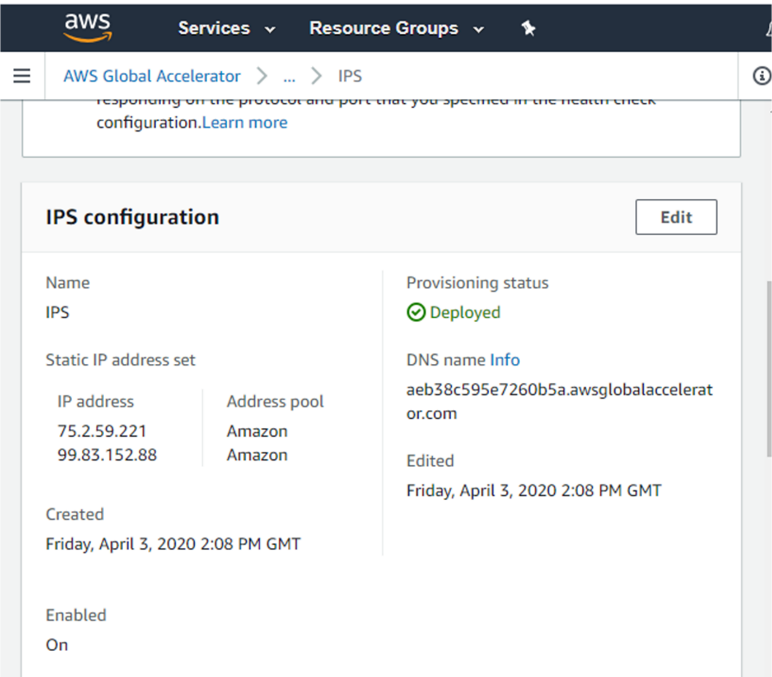 aws Services Resource Groups
AWS Global Accelerator > ... > IPS
responding on the protocol and port that you specified in the health check
configuration.Learn more
IPS configuration Edit
Name
IPS
Static IP address set
IP address Address pool
75.2.59.221 Amazon
99.83.152.88 Amazon
Created
Friday, April 3, 2020 2:08 PM GMT
Enabled
On
Provisioning status
Deployed
DNS name Info
aeb38c595e7260b5a.awsglobalaccelerat
or.com
Edited
Friday, April 3, 2020 2:08 PM GMT